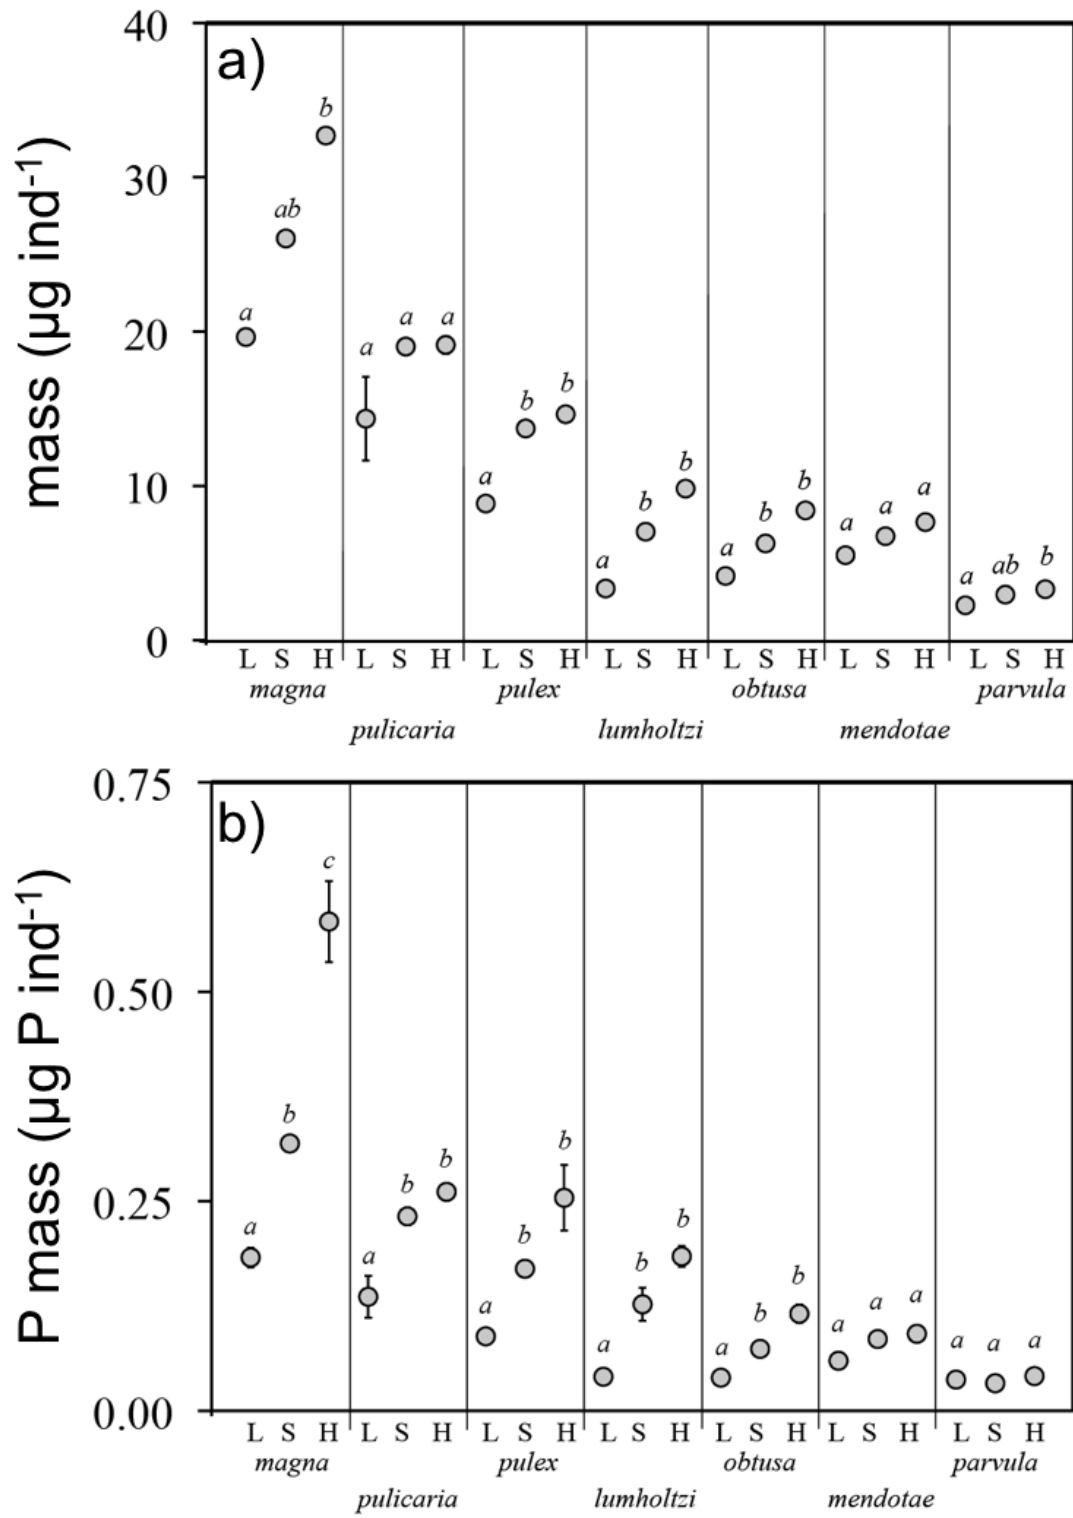 a)
mass (µg ind-1)
40
30
20
10
0
a ab b
a a a
a b b
a b b
a b b
a a a
a ab b
L S H L S H L S H L S H L S H L S H L S H
magna pulex obtusa parvula
pulicaria lumholtzi mendotae
b)
P mass (µg P ind-1)
0.75
0.50
0.25
0.00
a b c
a b b
a b b
a b b
a b b
a a a
a a a
L S H L S H L S H L S H L S H L S H L S H
magna pulex obtusa parvula
pulicaria lumholtzi mendotae